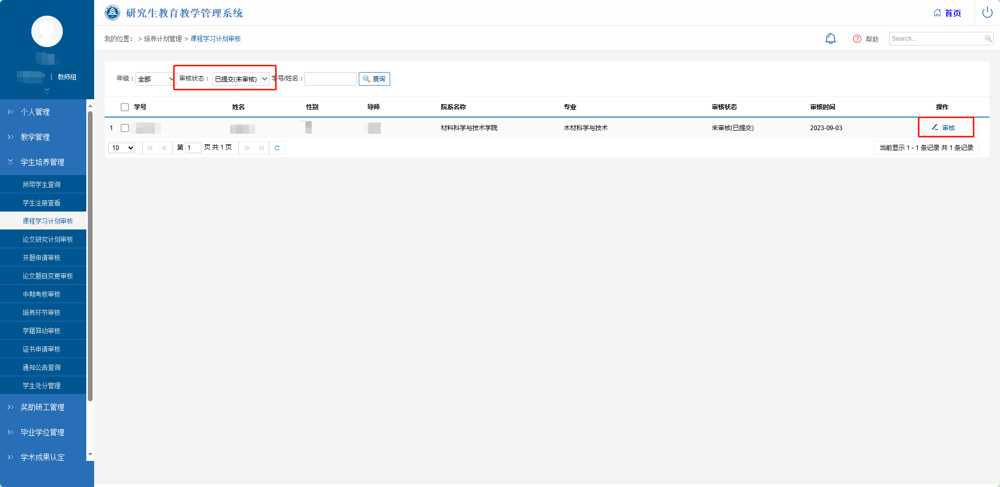 研究生教育教学管理系统
首页
我的位置： > 培养计划管理 > 课程学习计划审核
帮助
Search...
教师组
个人管理
教学管理
学生培养管理
所带学生查询
学生注册查看
课程学习计划审核
论文研究计划审核
开题申请审核
论文题目变更审核
中期考核审核
培养环节审核
学籍异动审核
证书申请审核
通知公告查询
学生处分管理
奖助研工管理
毕业学位管理
学术成果认定
年级： 全部 审核状态： 已提交(未审核) 学号/姓名： 查询
学号 姓名 性别 导师 院系名称 专业 审核状态 审核时间 操作
1 材料科学与技术学院 木材科学与技术 未审核(已提交) 2023-09-03 审核
10 第 1 页 共 1 页 当前显示 1 - 1 条记录 共 1 条记录